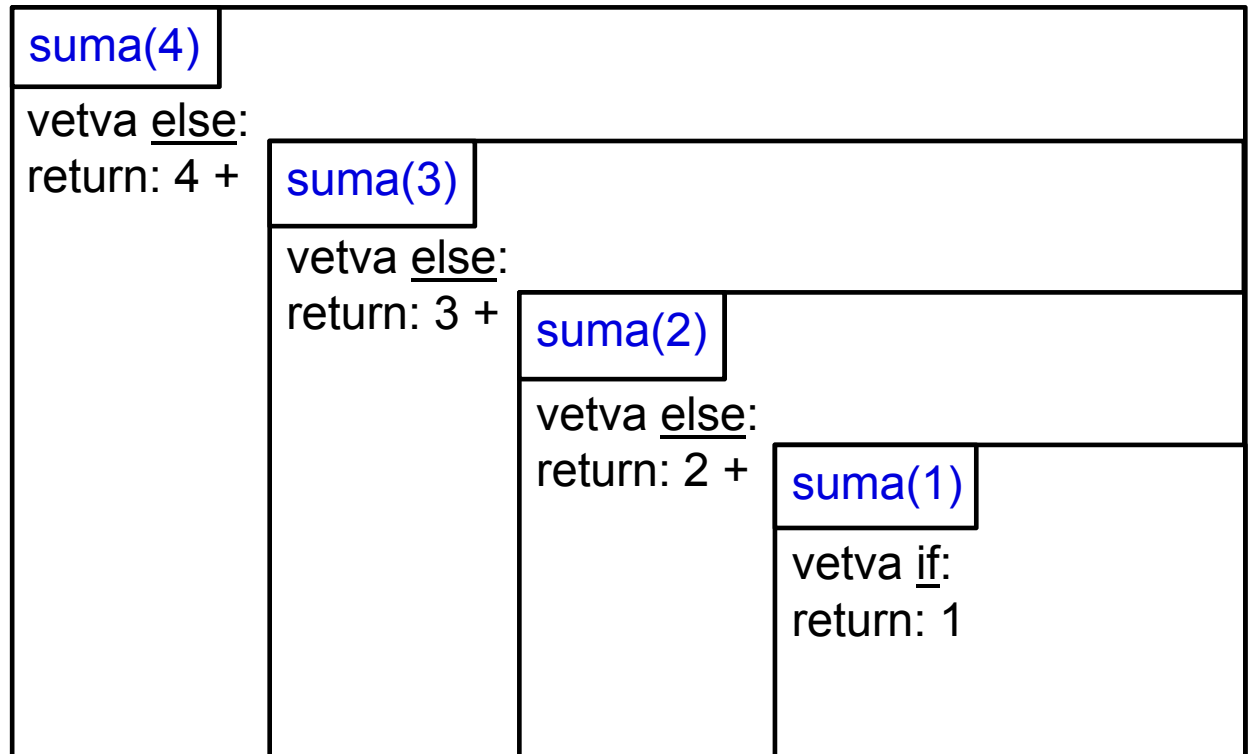 suma(4)
vetva else:
return: 4 +
suma(3)
vetva else:
return: 3 +
suma(2)
vetva else:
return: 2 +
suma(1)
vetva if:
return: 1